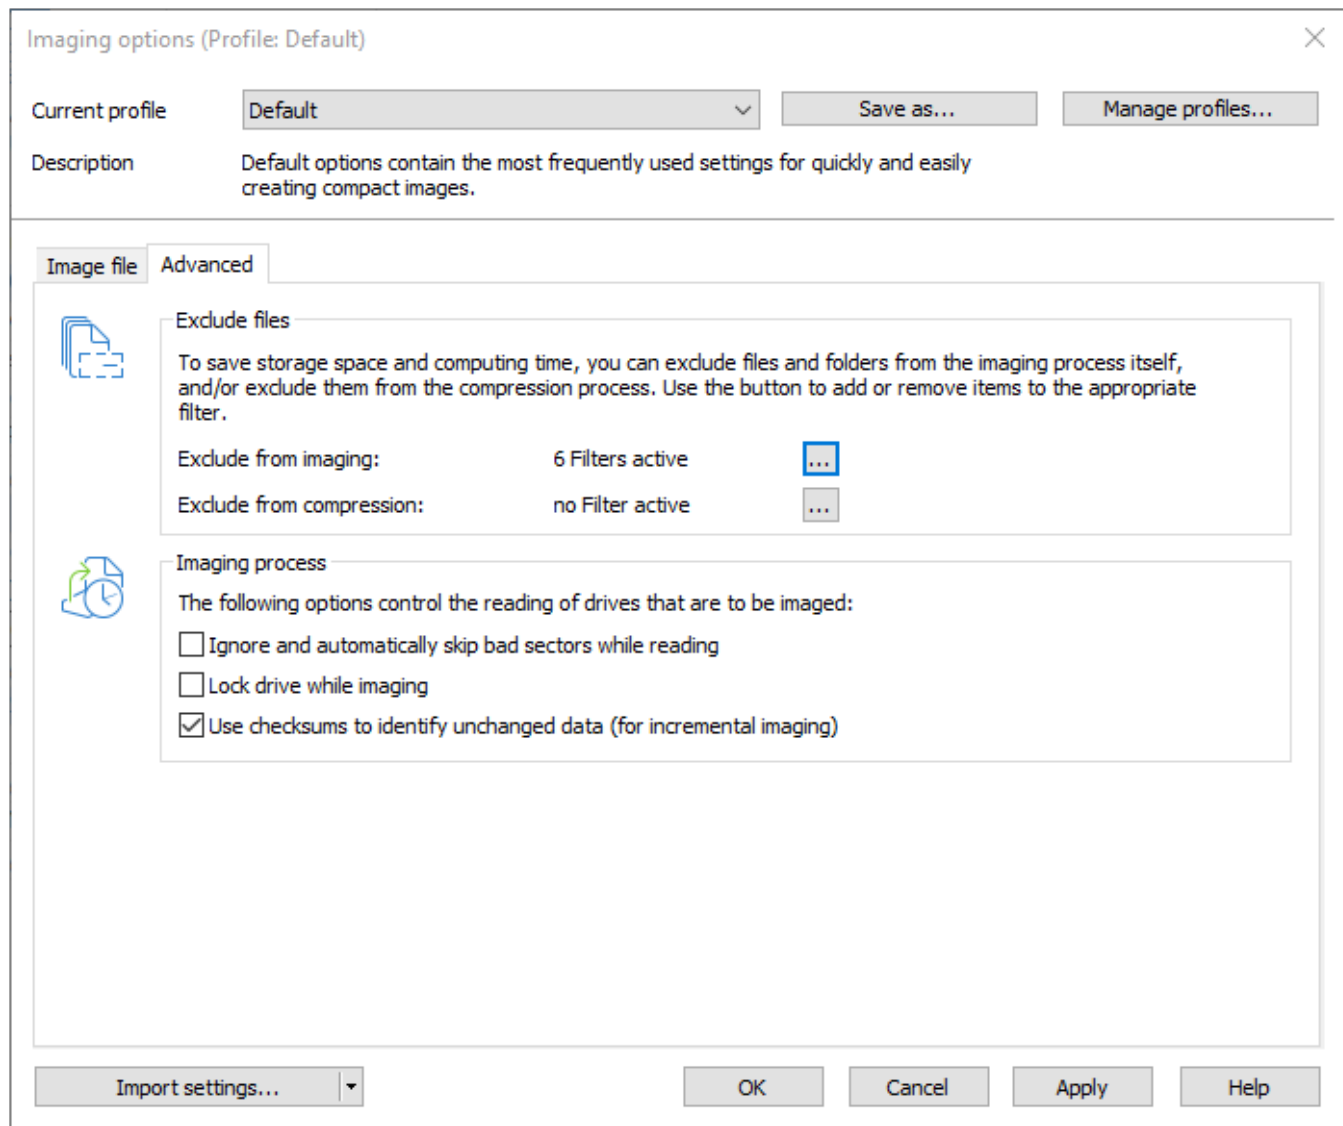 Imaging options (Profile: Default)
Current profile
Default
Save as...
Manage profiles...
Description
Default options contain the most frequently used settings for quickly and easily
creating compact images.
Image file
Advanced
Exclude files
To save storage space and computing time, you can exclude files and folders from the imaging process itself,
and/or exclude them from the compression process. Use the button to add or remove items to the appropriate
filter.
Exclude from imaging:
6 Filters active
...
Exclude from compression:
no Filter active
...
Imaging process
The following options control the reading of drives that are to be imaged:
Ignore and automatically skip bad sectors while reading
Lock drive while imaging
Use checksums to identify unchanged data (for incremental imaging)
Import settings...
OK
Cancel
Apply
Help